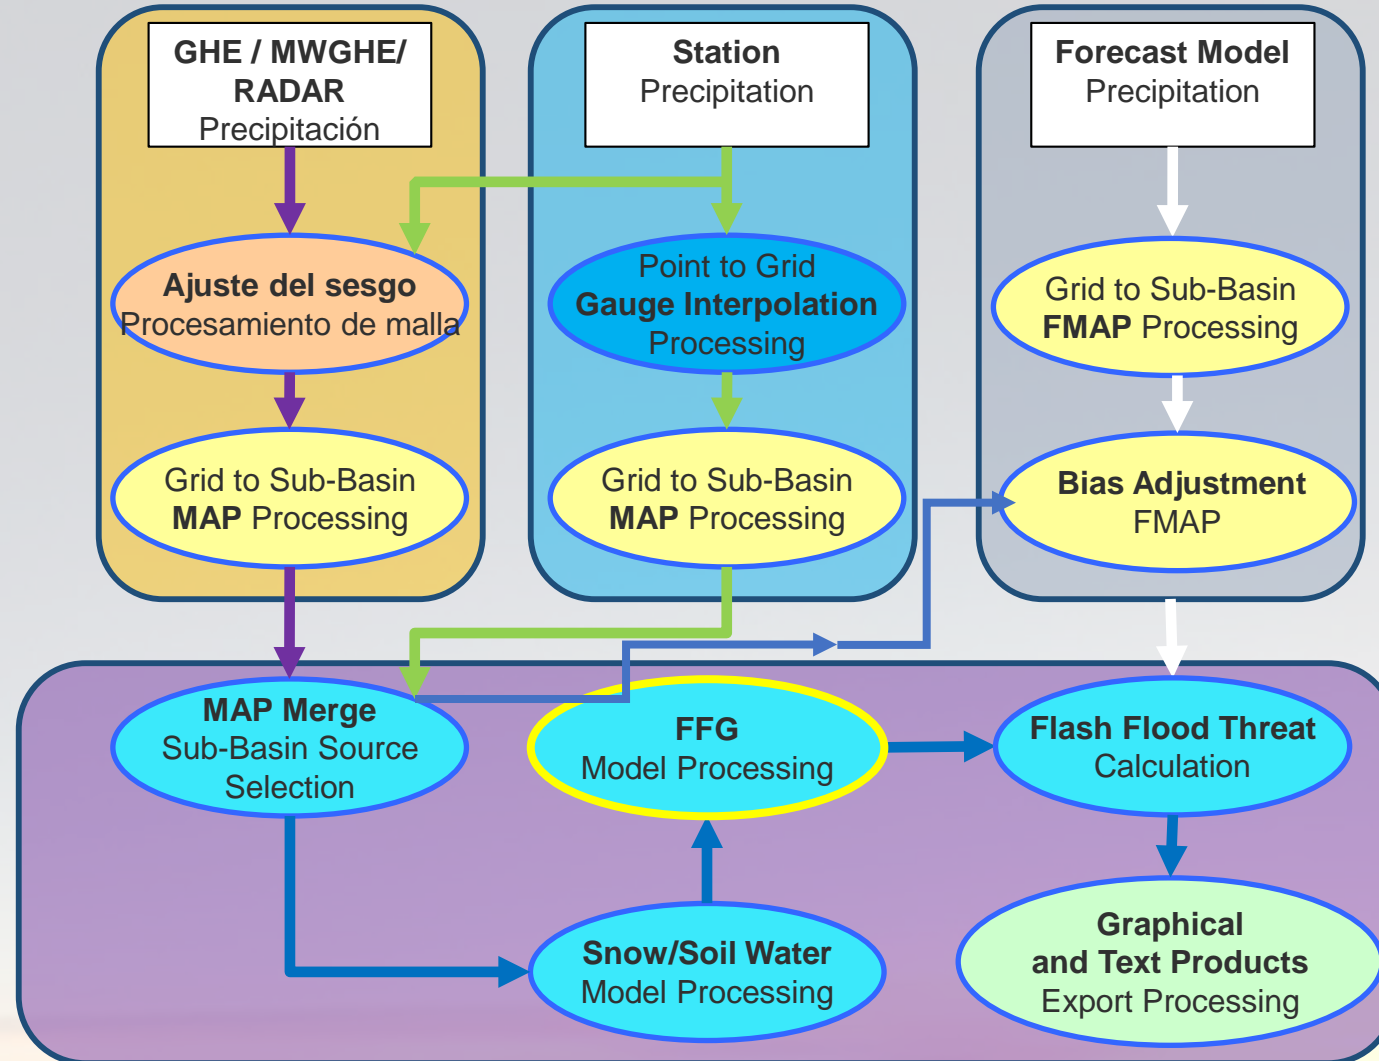 GHE / MWGHE/
RADAR
Precipitación
Station
Precipitation
Forecast Model
Precipitation
Ajuste del sesgo
Procesamiento de malla
Point to Grid
Gauge Interpolation
Processing
Grid to Sub-Basin
FMAP Processing
Grid to Sub-Basin
MAP Processing
Grid to Sub-Basin
MAP Processing
Bias Adjustment
FMAP
MAP Merge
Sub-Basin Source
Selection
FFG
Model Processing
Flash Flood Threat
Calculation
Snow/Soil Water
Model Processing
Graphical
and Text Products
Export Processing